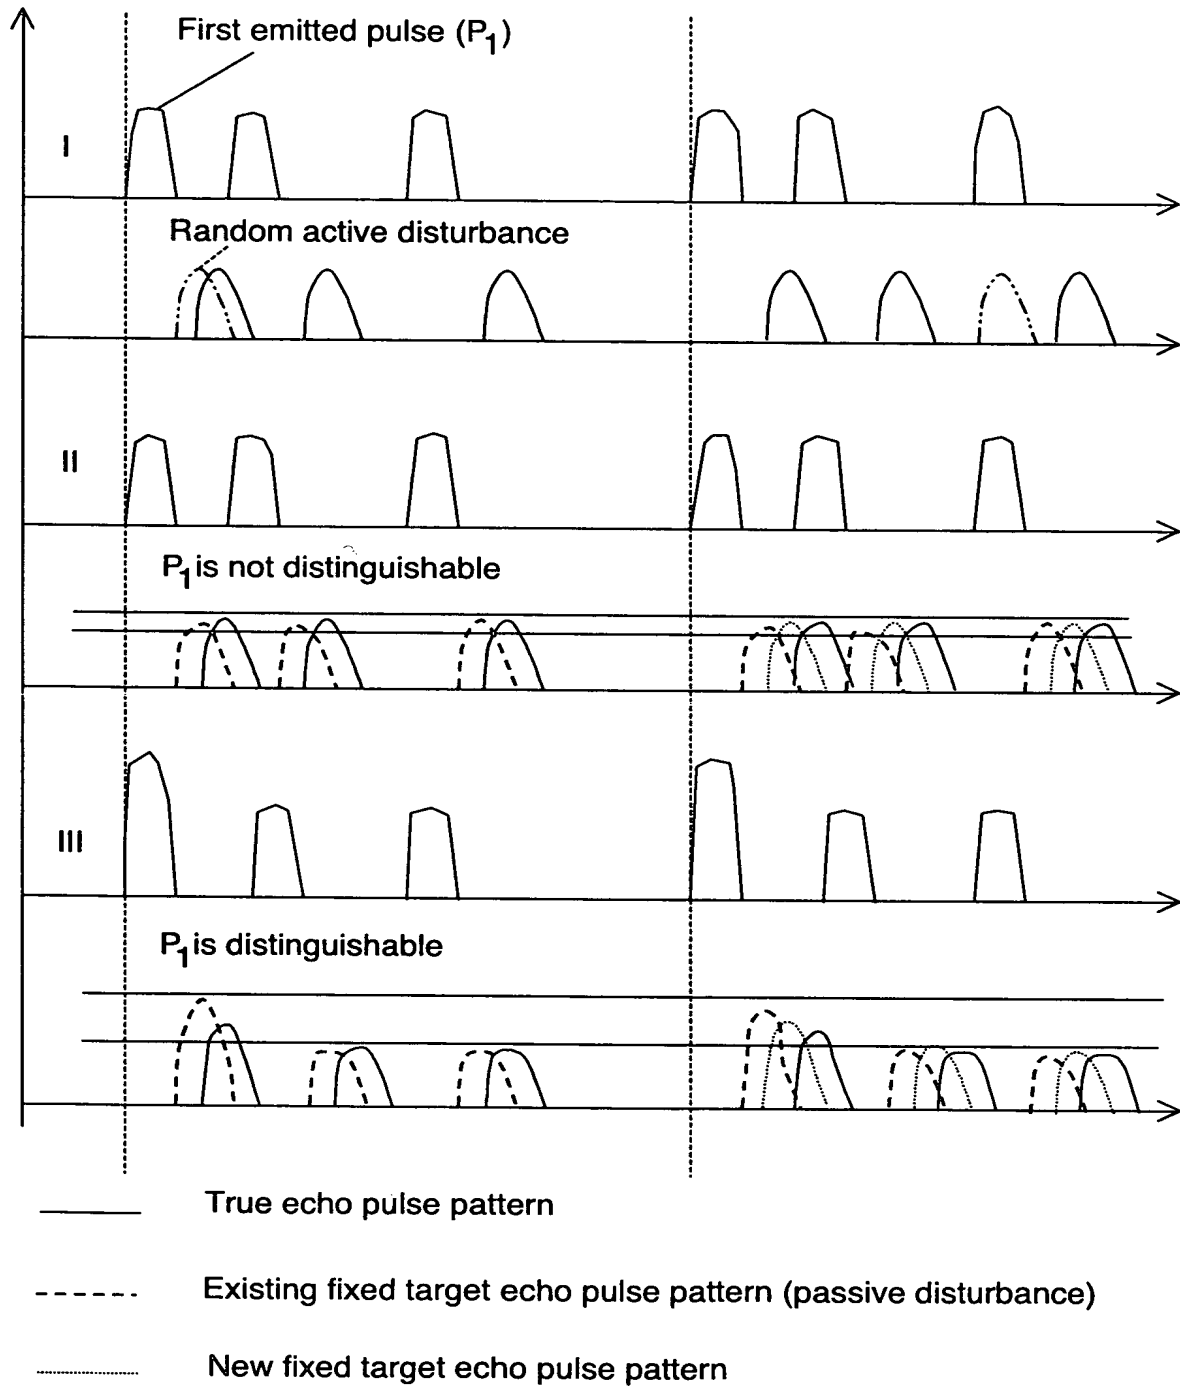 First emitted pulse (P1)
I
Random active disturbance
II
P1 is not distinguishable
III
P1 is distinguishable
True echo pulse pattern
Existing fixed target echo pulse pattern (passive disturbance)
New fixed target echo pulse pattern